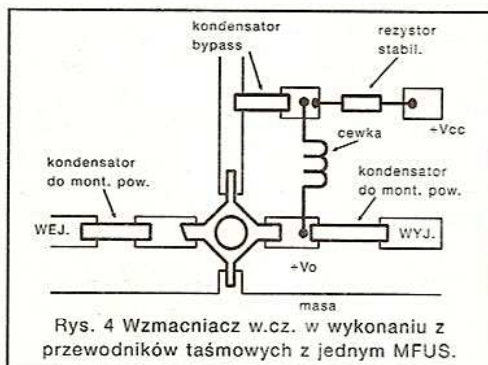 kondensator
bypass
rezystor
stabil.
+Vcc
cewka
kondensator
do mont. pow.
kondensator
do mont. pow.
WEJ.
WYJ.
+Vo
masa
Rys. 4 Wzmacniacz w.cz. w wykonaniu z
przewodników taśmowych z jednym MFUS.